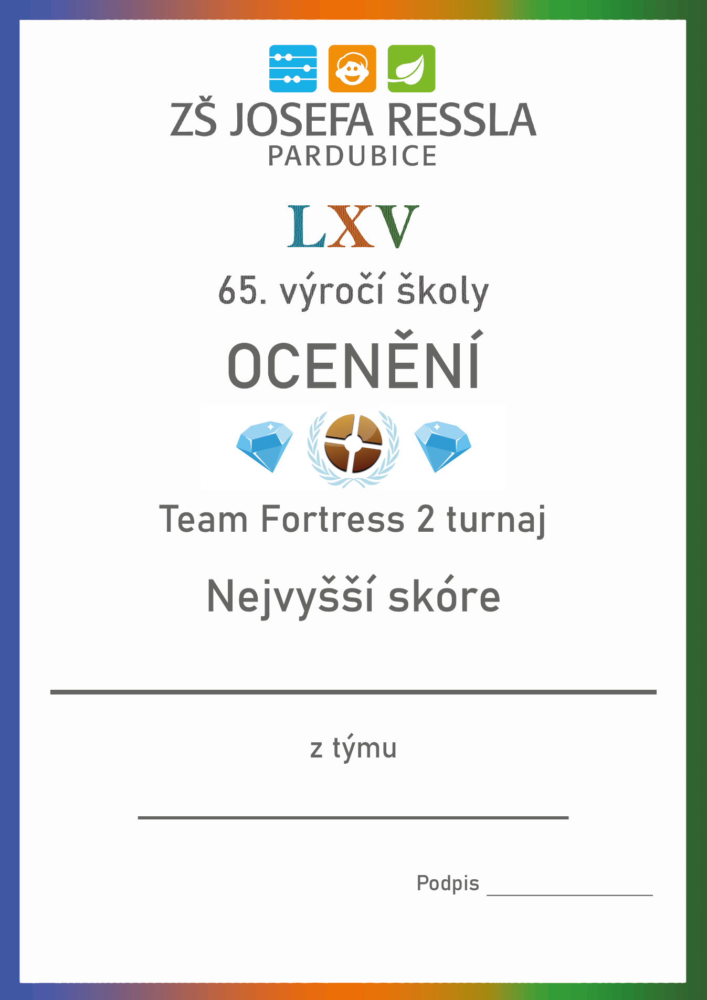 ZŠ JOSEFA RESSLA
PARDUBICE
LXV
65. výročí školy
OCENĚNÍ
Team Fortress 2 turnaj
Nejvyšší skóre
z týmu
Podpis